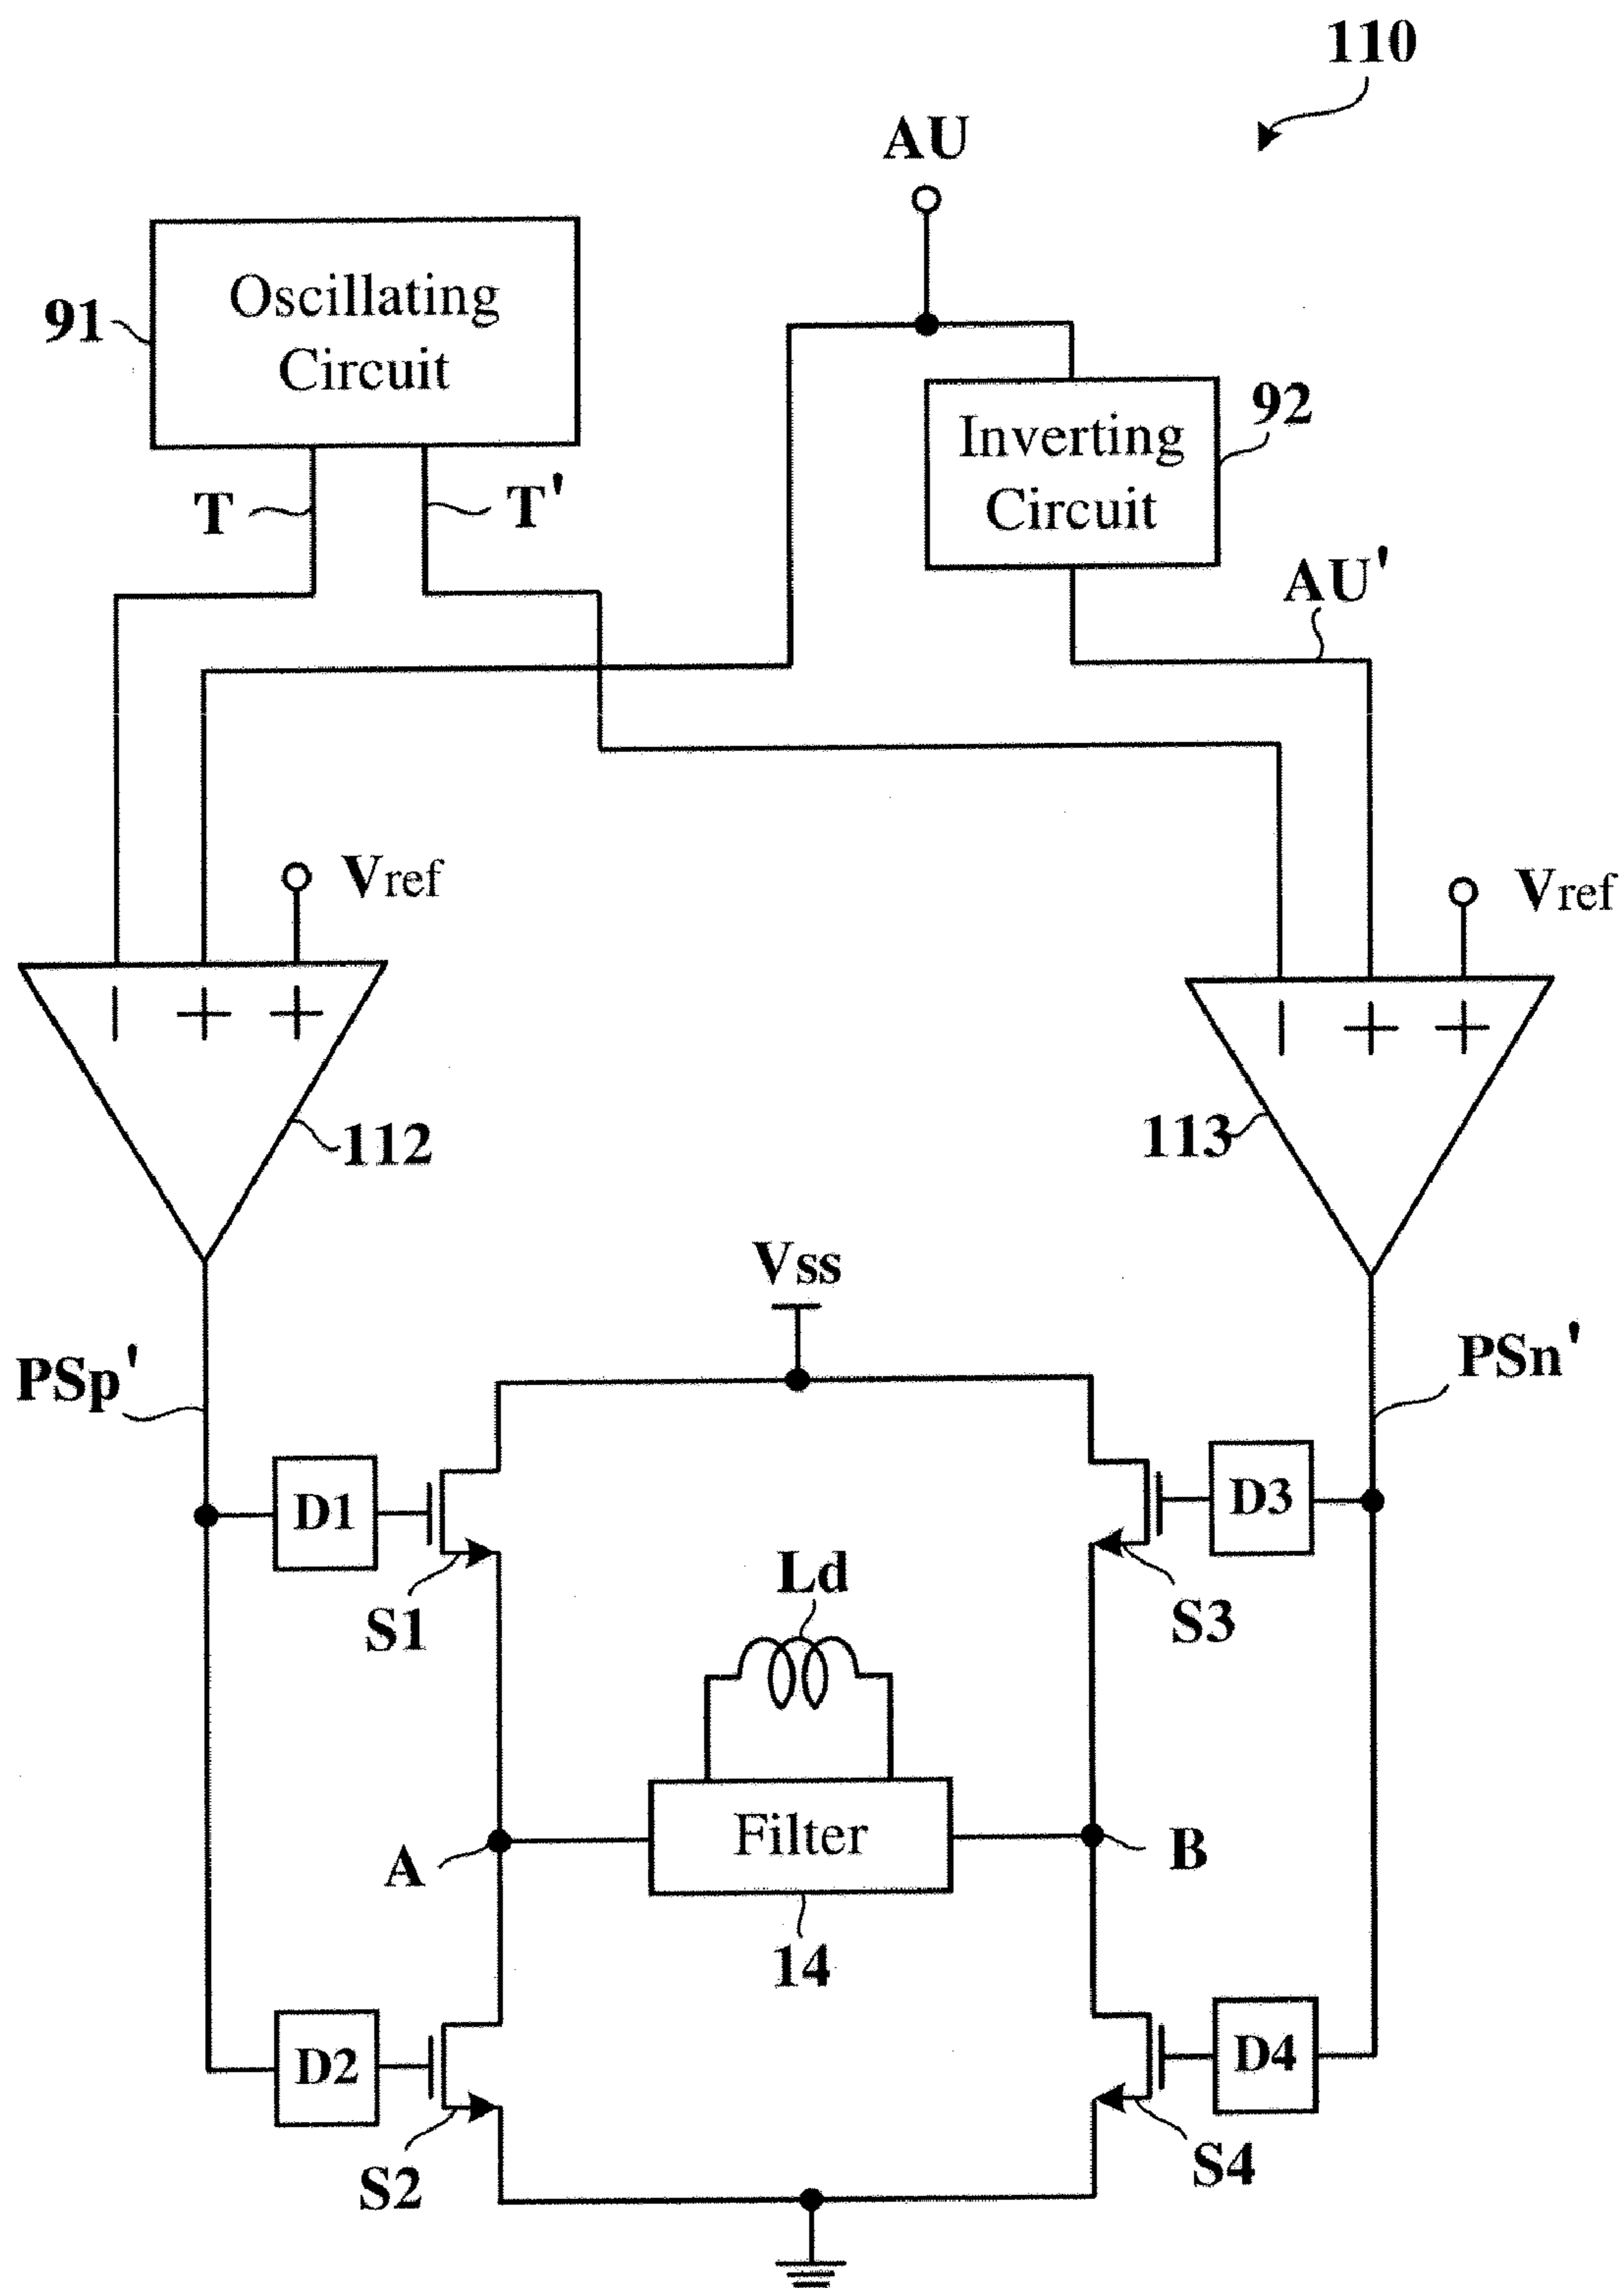 110
AU
Oscillating
Circuit
91
Inverting
Circuit
92
T
T'
AU'
Vref
Vref
112
113
Vss
PSp'
PSn'
D1
D3
S1
Ld
S3
A
Filter
B
14
D2
D4
S2
S4